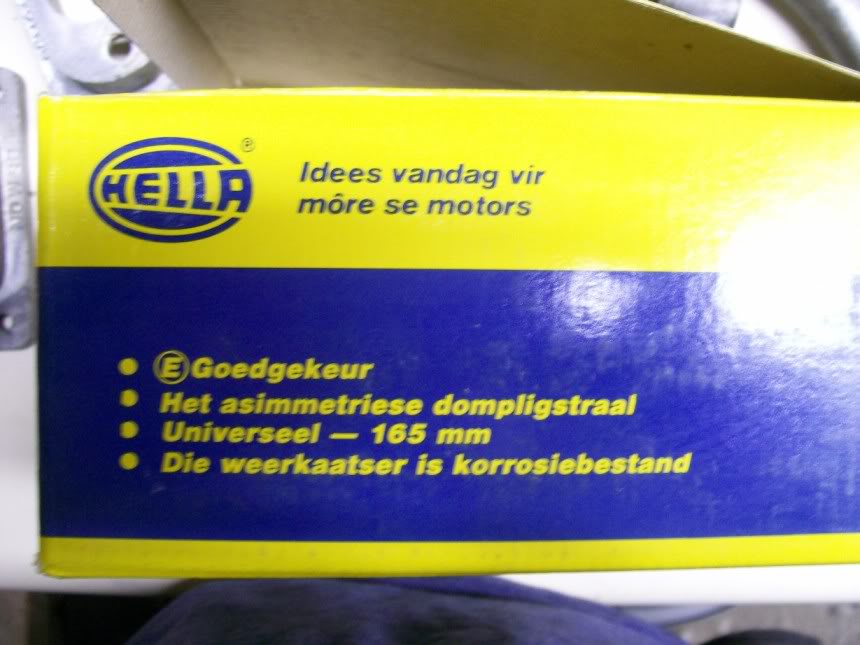 HELLA ®
Idees vandag vir
môre se motors
• Ⓔ Goedgekeur
• Het asimmetriese dompligstraal
• Universeel — 165 mm
• Die weerkaatser is korrosiebestand